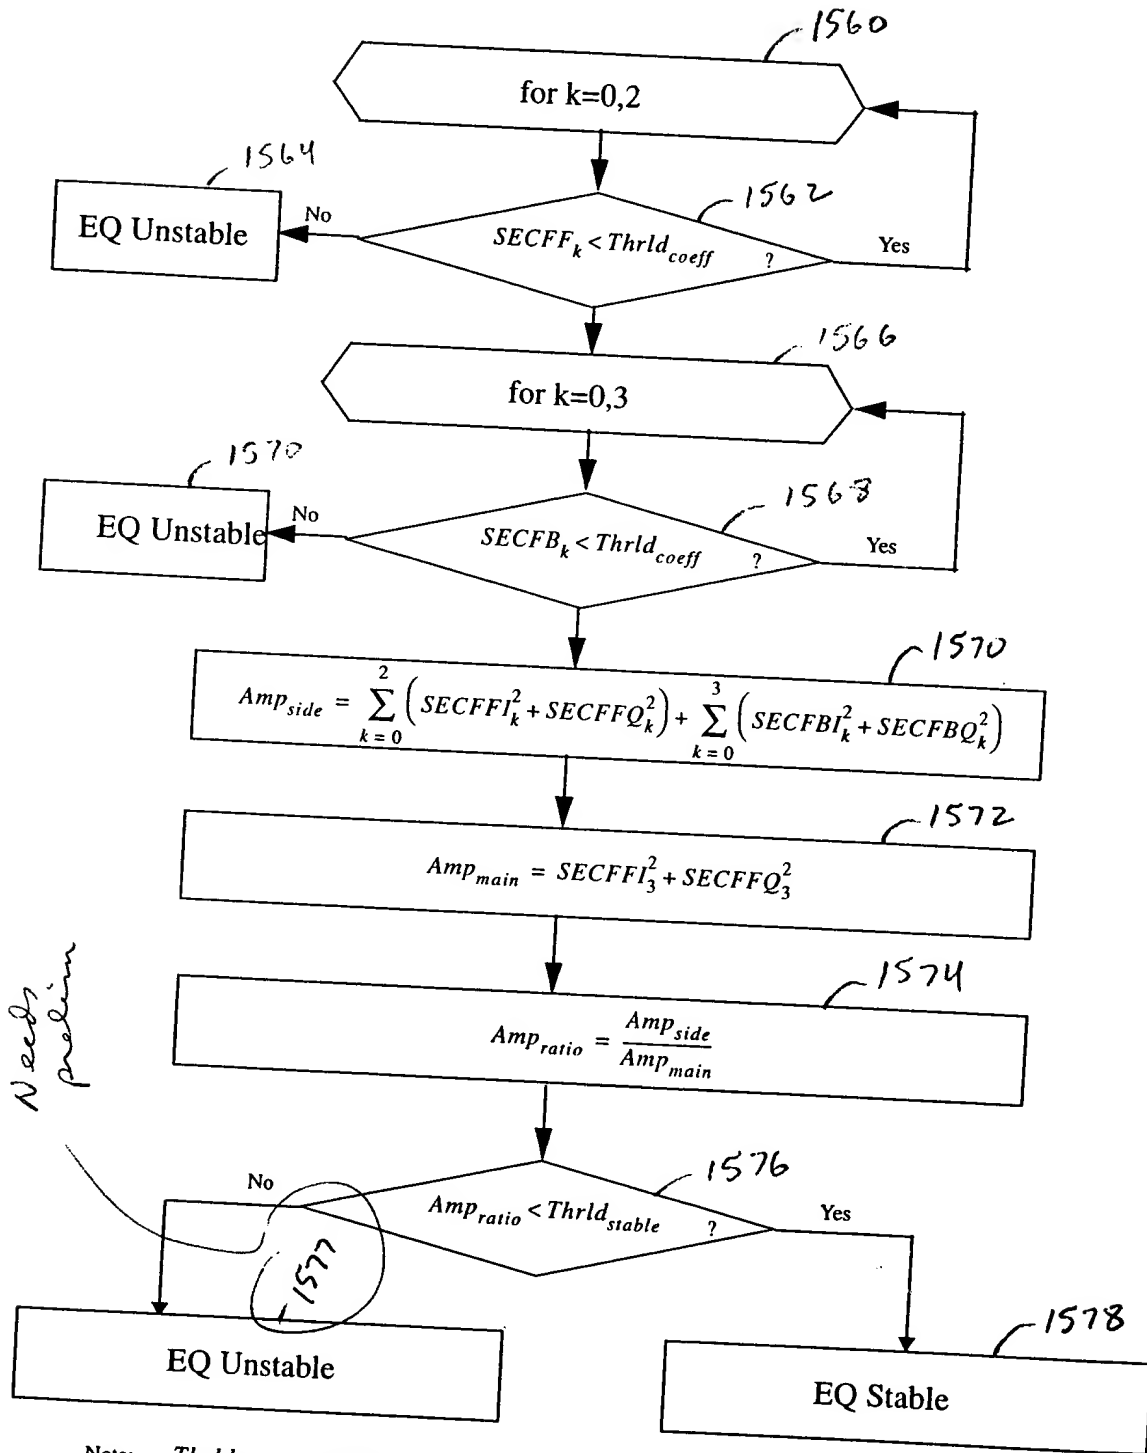 1560
for k=0,2
1564
1562
EQ Unstable
No
SECFF_k < Thrld_coeff ?
Yes
1566
for k=0,3
1570
1568
EQ Unstable
No
SECFB_k < Thrld_coeff ?
Yes
1570
Amp_side = ∑_{k = 0}^{2} (SECFFI_k^2 + SECFFQ_k^2) + ∑_{k = 0}^{3} (SECFBI_k^2 + SECFBQ_k^2)
1572
Amp_main = SECFFI_3^2 + SECFFQ_3^2
1574
Amp_ratio = Amp_side / Amp_main
Needs
prelim
1576
No
Amp_ratio < Thrld_stable ?
Yes
1577
EQ Unstable
1578
EQ Stable